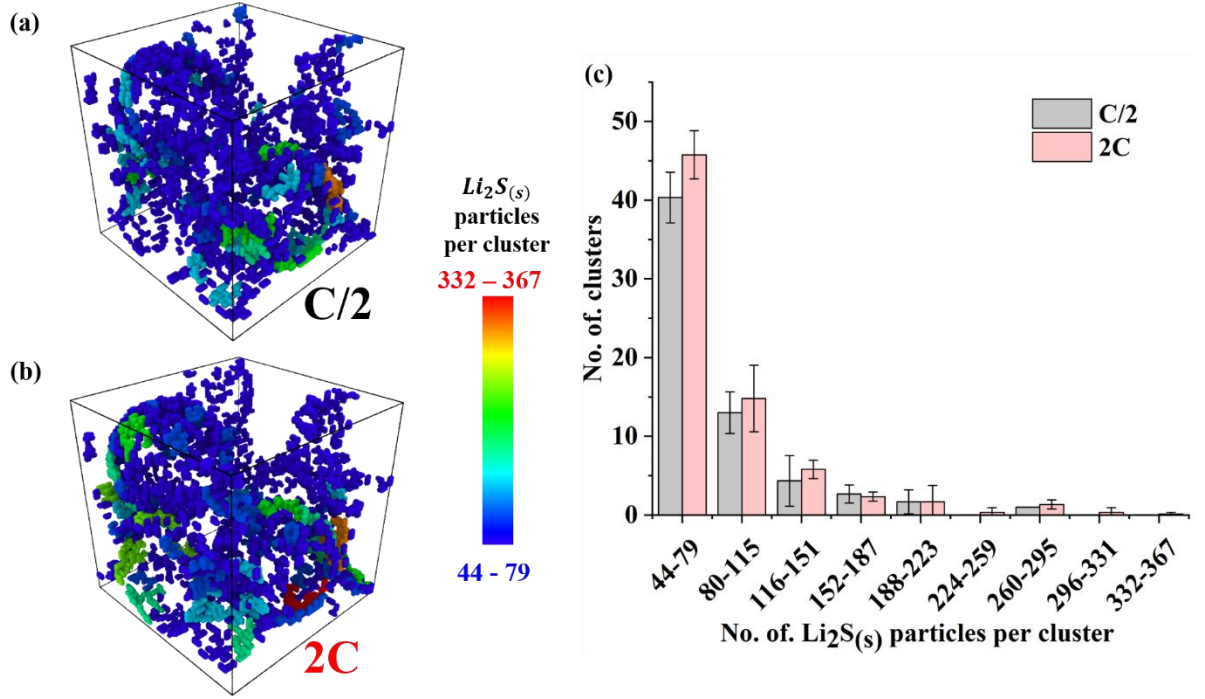 (a)
C/2
(b)
2C
Li₂S₍ₛ₎
particles
per cluster
332 – 367
44 - 79
(c)
C/2
2C
No. of. clusters
50
40
30
20
10
0
44-79
80-115
116-151
152-187
188-223
224-259
260-295
296-331
332-367
No. of. Li₂S₍ₛ₎ particles per cluster